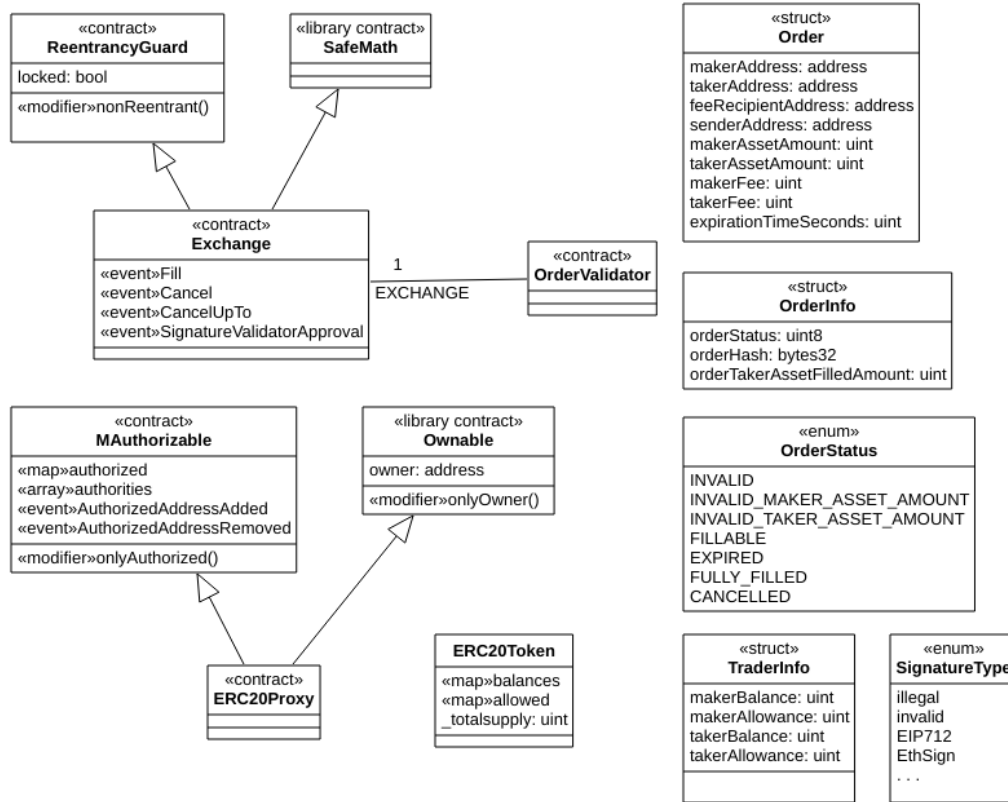 «contract»
ReentrancyGuard
locked: bool
«modifier»nonReentrant()
«library contract»
SafeMath
«struct»
Order
makerAddress: address
takerAddress: address
feeRecipientAddress: address
senderAddress: address
makerAssetAmount: uint
takerAssetAmount: uint
makerFee: uint
takerFee: uint
expirationTimeSeconds: uint
«contract»
Exchange
«event»Fill
«event»Cancel
«event»CancelUpTo
«event»SignatureValidatorApproval
1
EXCHANGE
«contract»
OrderValidator
«struct»
OrderInfo
orderStatus: uint8
orderHash: bytes32
orderTakerAssetFilledAmount: uint
«contract»
MAuthorizable
«map»authorized
«array»authorities
«event»AuthorizedAddressAdded
«event»AuthorizedAddressRemoved
«modifier»onlyAuthorized()
«library contract»
Ownable
owner: address
«modifier»onlyOwner()
«enum»
OrderStatus
INVALID
INVALID_MAKER_ASSET_AMOUNT
INVALID_TAKER_ASSET_AMOUNT
FILLABLE
EXPIRED
FULLY_FILLED
CANCELLED
«contract»
ERC20Proxy
ERC20Token
«map»balances
«map»allowed
_totalsupply: uint
«struct»
TraderInfo
makerBalance: uint
makerAllowance: uint
takerBalance: uint
takerAllowance: uint
«enum»
SignatureType
illegal
invalid
EIP712
EthSign
. . .